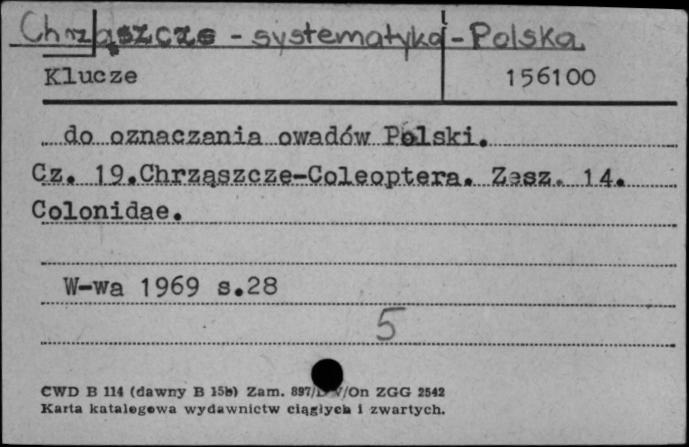 Chrząszcze - systematyka - Polska
Klucze 156100
do oznaczania owadów Polski.
Cz. 19.Chrząszcze-Coleoptera. Zesz. 14.
Colonidae.
W-wa 1969 s.28
5
CWD B 114 (dawny B 15b) Zam. 897/ /On ZGG 2542
Karta katalogowa wydawnictw ciągłych i zwartych.